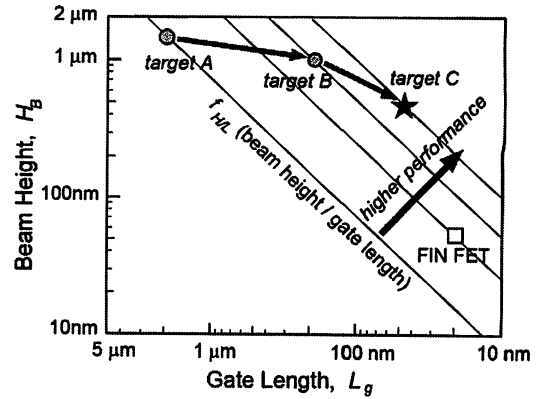 2 μm
1 μm
100nm
10nm
Beam Height, H_B
target A
target B
target C
f_H/L (beam height / gate length)
higher performance
FIN FET
5 μm
1 μm
100 nm
10 nm
Gate Length, L_g